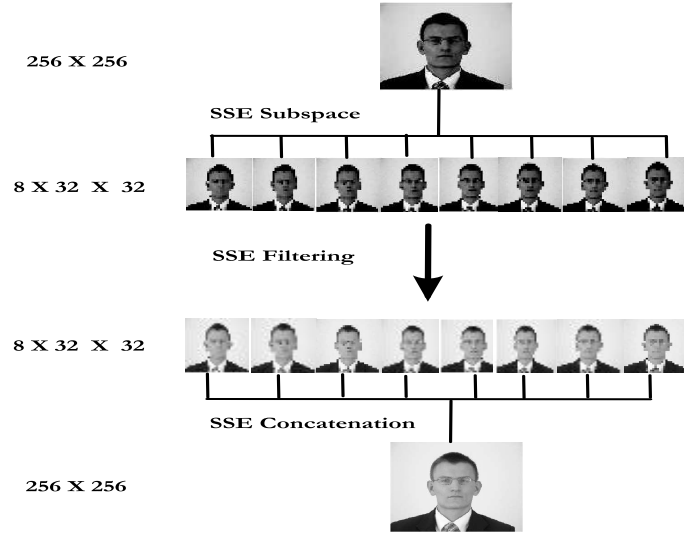 256 X 256
SSE Subspace
8 X 32 X 32
SSE Filtering
8 X 32 X 32
SSE Concatenation
256 X 256